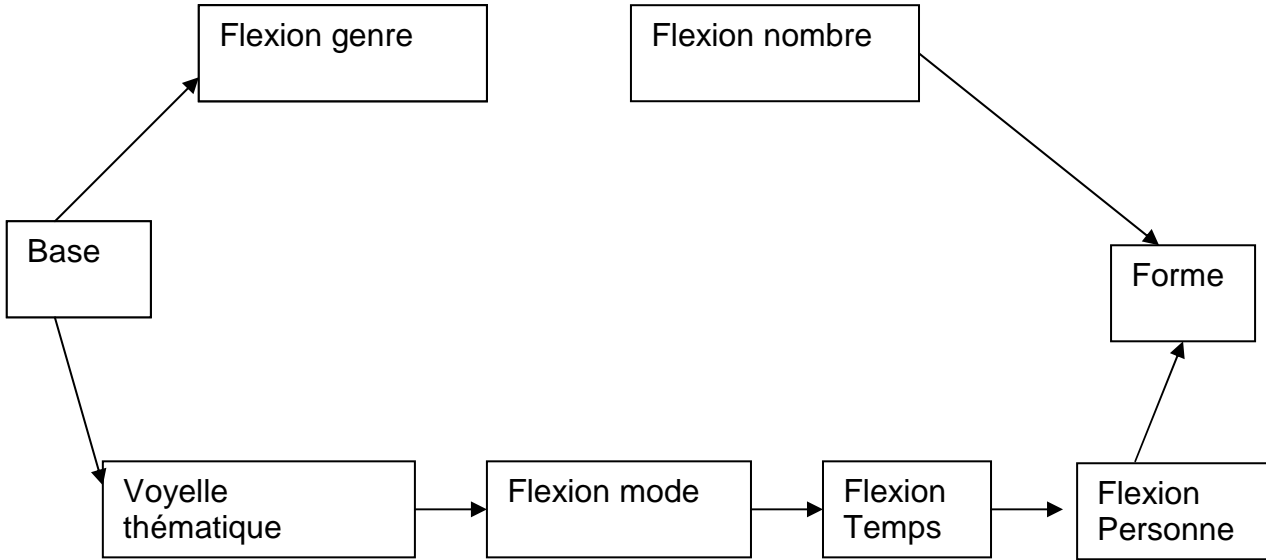 Flexion genre
Flexion nombre
Base
Forme
Voyelle
thématique
Flexion mode
Flexion
Temps
Flexion
Personne